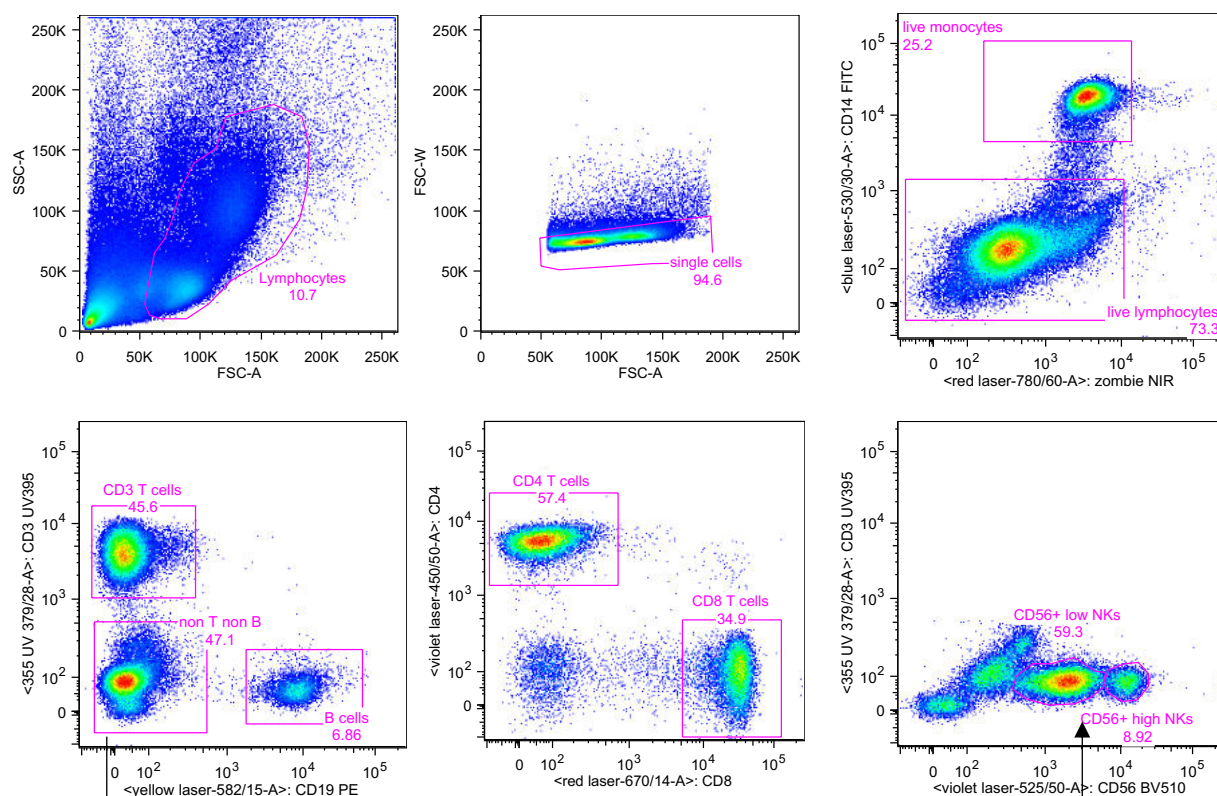 250K
200K
150K
100K
50K
0
SSC-A
Lymphocytes
10.7
0 50K 100K 150K 200K 250K
FSC-A
250K
200K
150K
100K
50K
0
FSC-W
single cells
94.6
0 50K 100K 150K 200K 250K
FSC-A
live monocytes
25.2
10^5
10^4
10^3
10^2
0
<blue laser-530/30-A>: CD14 FITC
live lymphocytes
73.3
0 10^2 10^3 10^4 10^5
<red laser-780/60-A>: zombie NIR
10^5
10^4
10^3
10^2
0
<355 UV 379/28-A>: CD3 UV395
CD3 T cells
45.6
non T non B
47.1
B cells
6.86
0 10^2 10^3 10^4 10^5
<yellow laser-582/15-A>: CD19 PE
10^5
10^4
10^3
10^2
0
<violet laser-450/50-A>: CD4
CD4 T cells
57.4
CD8 T cells
34.9
0 10^2 10^3 10^4 10^5
<red laser-670/14-A>: CD8
10^5
10^4
10^3
10^2
0
<355 UV 379/28-A>: CD3 UV395
CD56+ low NKs
59.3
CD56+ high NKs
8.92
0 10^2 10^3 10^4 10^5
<violet laser-525/50-A>: CD56 BV510